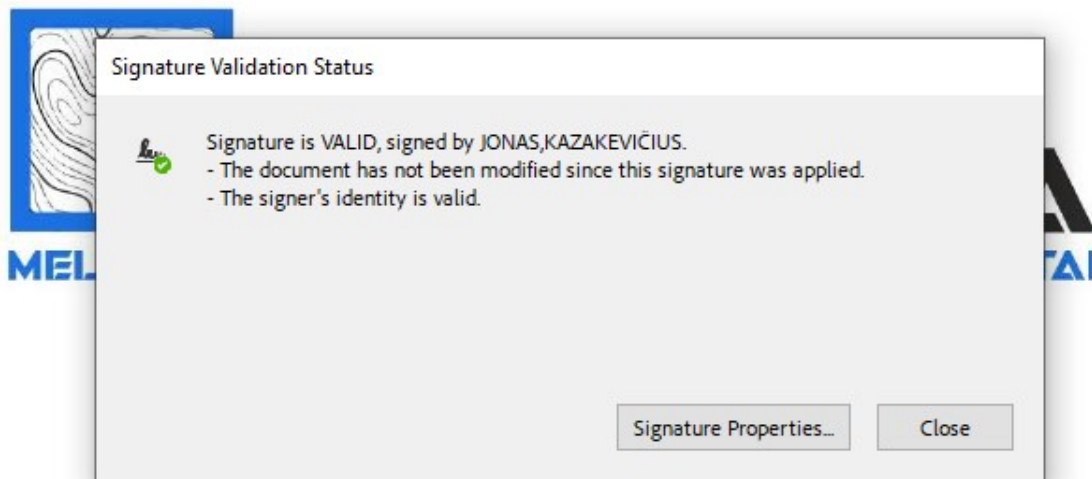 Signature Validation Status
Signature is VALID, signed by JONAS,KAZAKEVIČIUS.
- The document has not been modified since this signature was applied.
- The signer's identity is valid.
Signature Properties...
Close